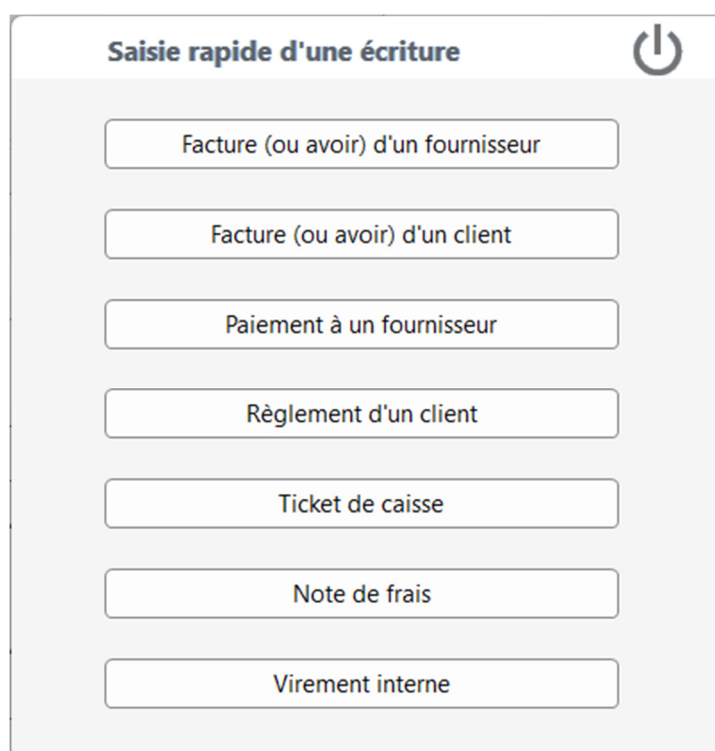 Saisie rapide d'une écriture
Facture (ou avoir) d'un fournisseur
Facture (ou avoir) d'un client
Paiement à un fournisseur
Règlement d'un client
Ticket de caisse
Note de frais
Virement interne